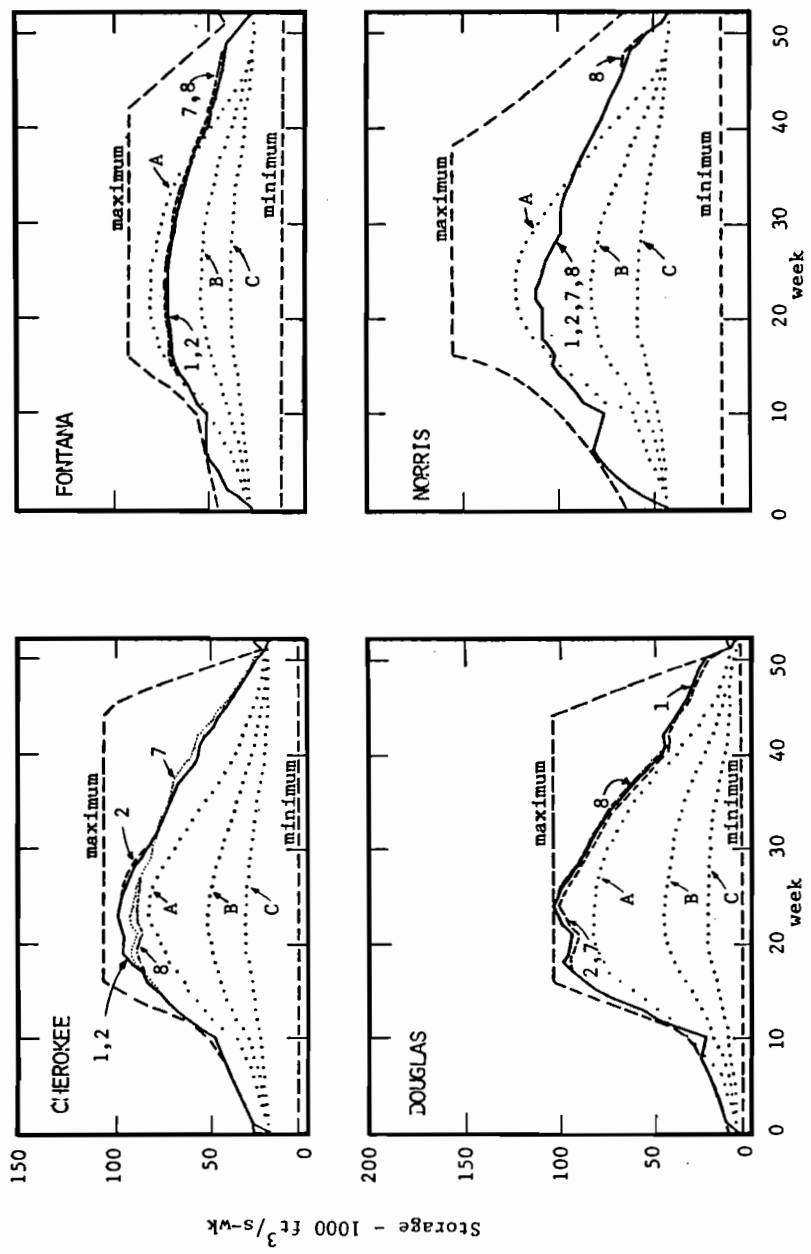 Storage - 1000 ft³/s-wk
CHEROKEE
150
100
50
0
maximum
minimum
1,2
2
7
8
A
B
C
FONTANA
maximum
minimum
1,2
7,8
A
B
C
DOUGLAS
200
150
100
50
0
maximum
minimum
2,7
8
1
A
B
C
0
10
20
30
40
50
week
NORRIS
maximum
minimum
1,2,7,8
8
A
B
C
0
10
20
30
40
50
week